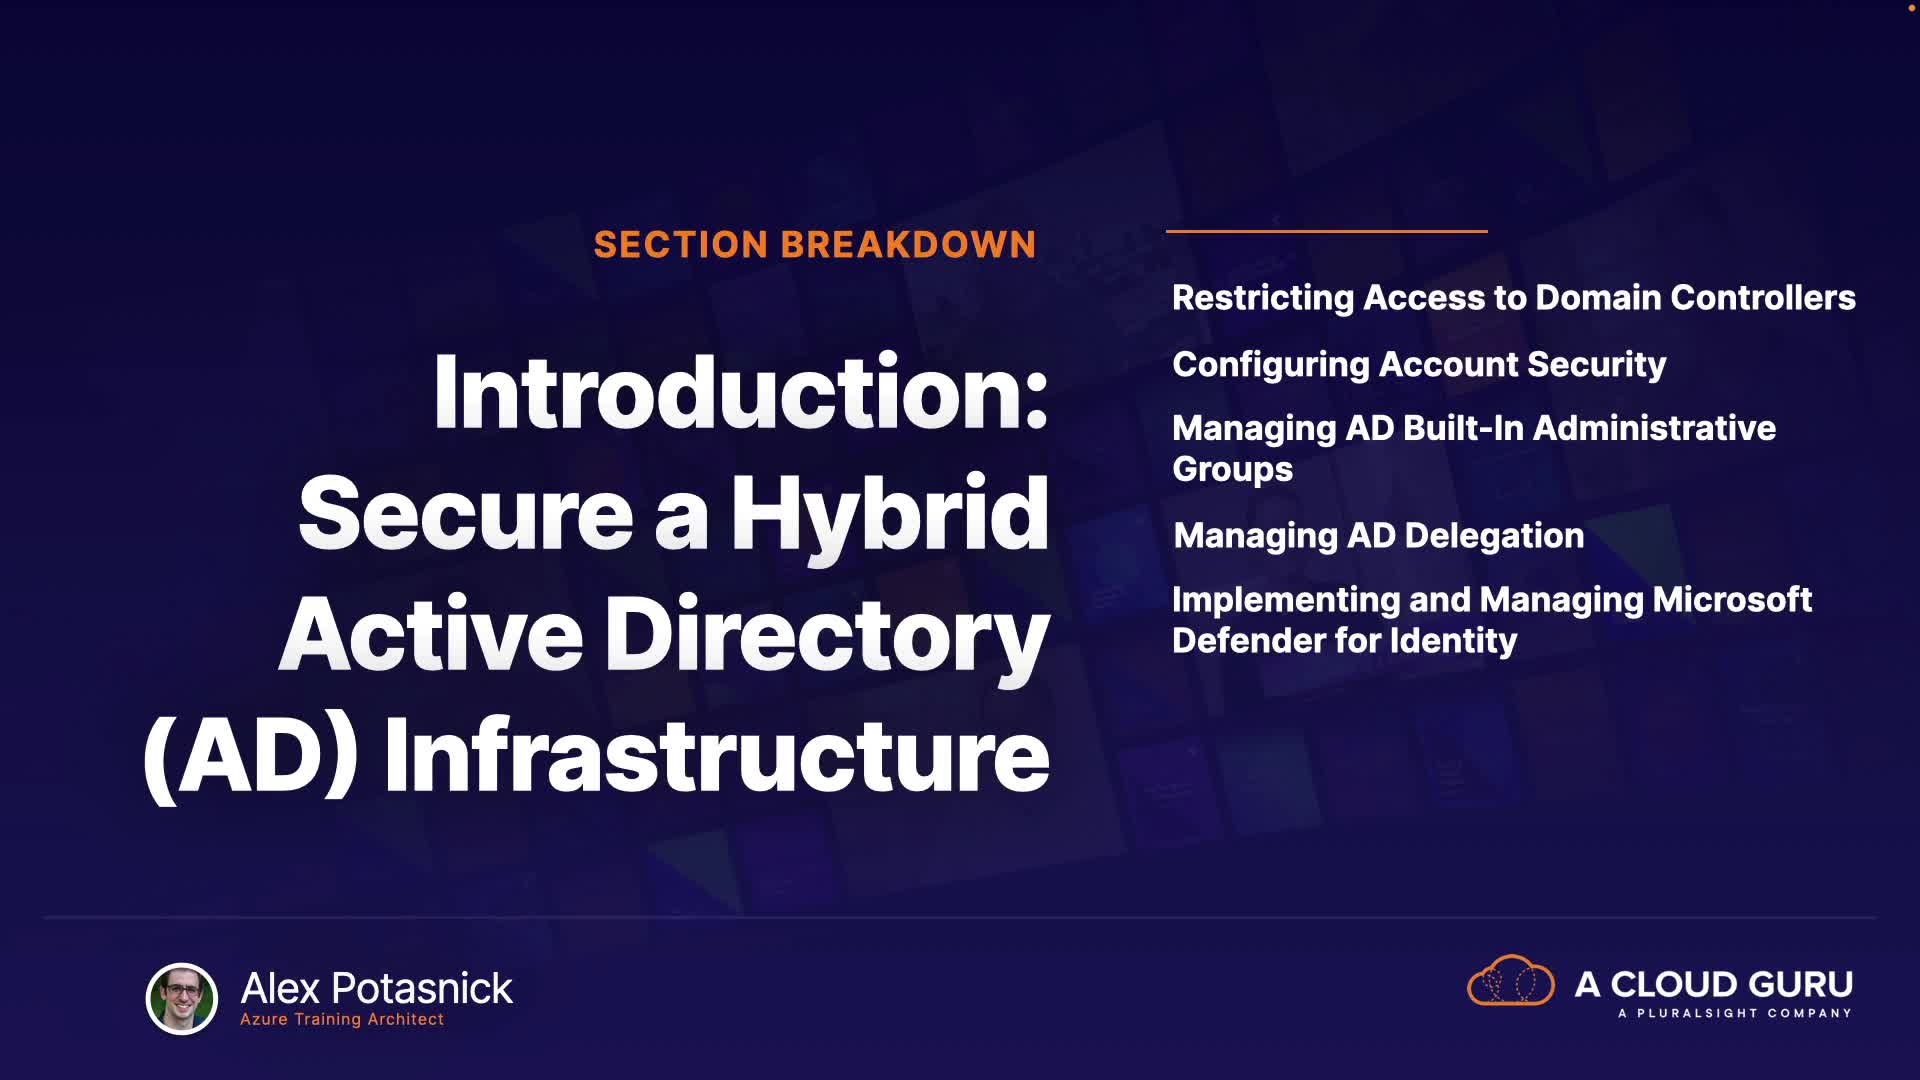 SECTION BREAKDOWN
Introduction:
Secure a Hybrid
Active Directory
(AD) Infrastructure
Restricting Access to Domain Controllers
Configuring Account Security
Managing AD Built-In Administrative
Groups
Managing AD Delegation
Implementing and Managing Microsoft
Defender for Identity
Alex Potasnick
Azure Training Architect
A CLOUD GURU
A PLURALSIGHT COMPANY